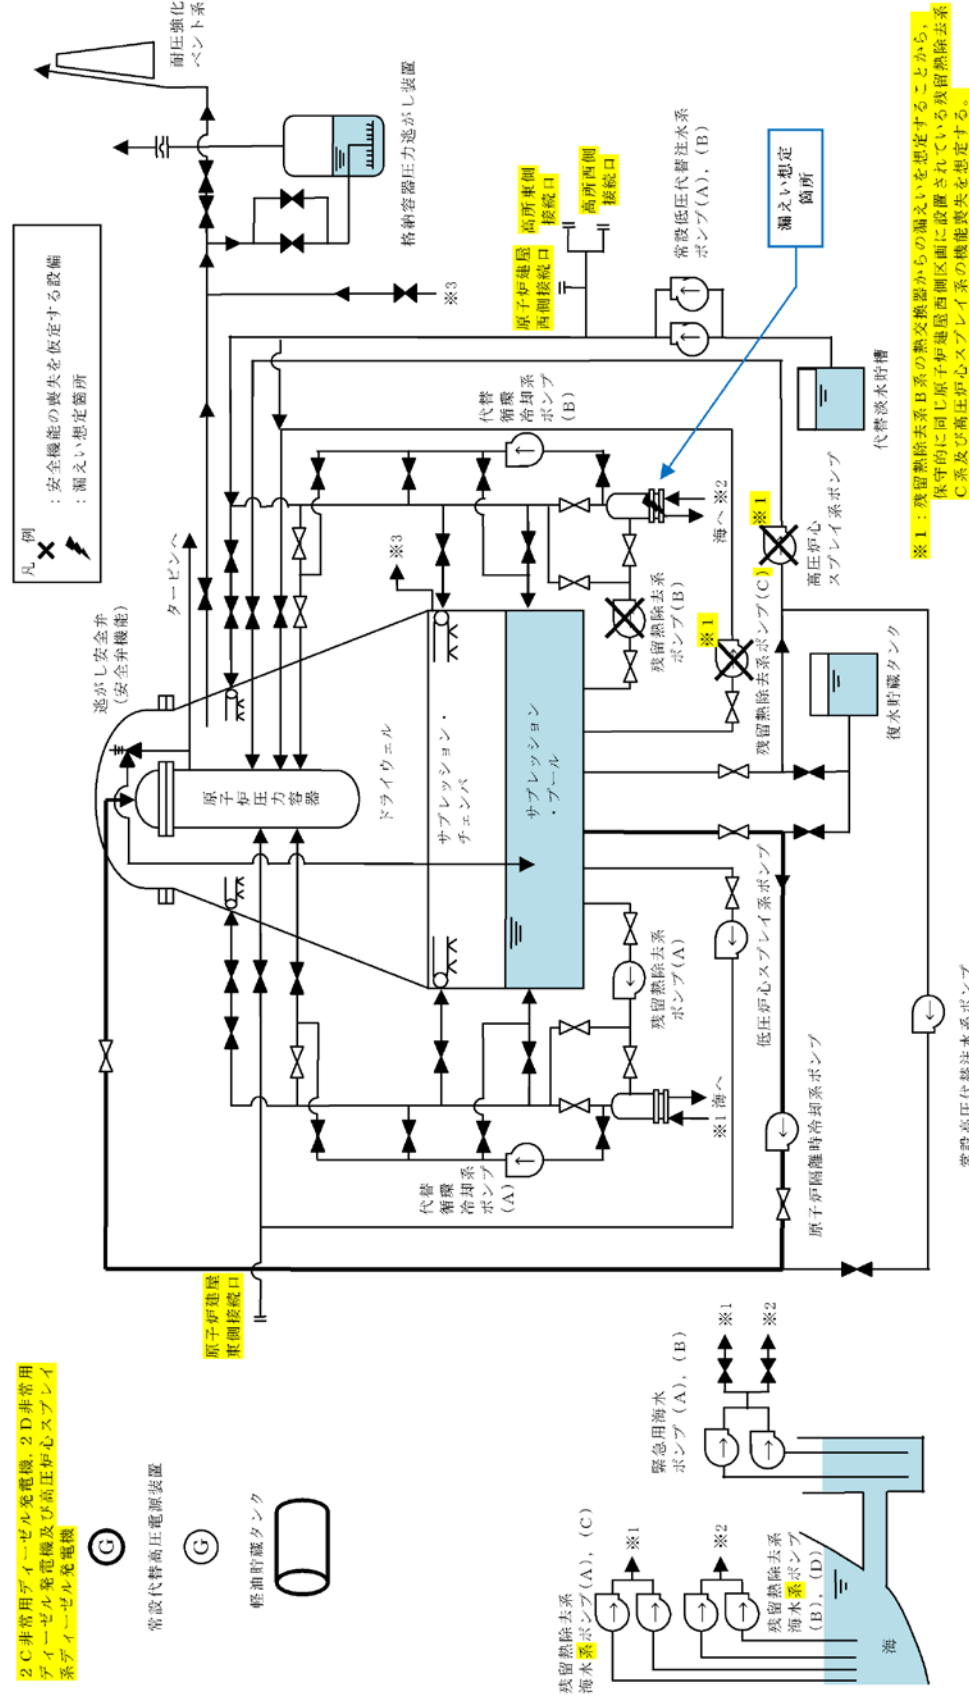 2C非常用ディーゼル発電機,2D非常用
ディーゼル発電機及び高圧炉心スプレイ
系ディーゼル発電機
G
常設代替高圧電源装置
G
軽油貯蔵タンク
残留熱除去系
海水系ポンプ(A),(C)
※1
※2
残留熱除去系
海水系ポンプ
(B),(D)
海
緊急用海水
ポンプ(A),(B)
※1
※2
原子炉建屋
東側接続口
代替
循環
冷却系
ポンプ
(A)
※1
海へ
残留熱除去系
ポンプ(A)
低圧炉心スプレイ系ポンプ
原子炉隔離時冷却系ポンプ
常設高圧代替注水系ポンプ
逃がし安全弁
(安全弁機能)
原子炉圧力容器
ドライウェル
サプレッション・
チェンバ
サプレッション
・プール
タービンへ
※3
残留熱除去系
ポンプ(B)
※1
残留熱除去系ポンプ(C)
※1
高圧炉心
スプレイ系ポンプ
復水貯蔵タンク
海へ
※2
代替
循環
冷却系
ポンプ
(B)
代替淡水貯槽
凡 例
:安全機能の喪失を仮定する設備
:漏えい想定箇所
※3
原子炉建屋
西側接続口
高所東側
接続口
高所西側
接続口
常設低圧代替注水系
ポンプ(A),(B)
漏えい想定
箇所
格納容器圧力逃がし装置
耐圧強化
ベント系
※1:残留熱除去系B系の熱交換器からの漏えいを想定することから,
保守的に同じ原子炉建屋西側区画に設置されている残留熱除去系
C系及び高圧炉心スプレイ系の機能喪失を想定する。